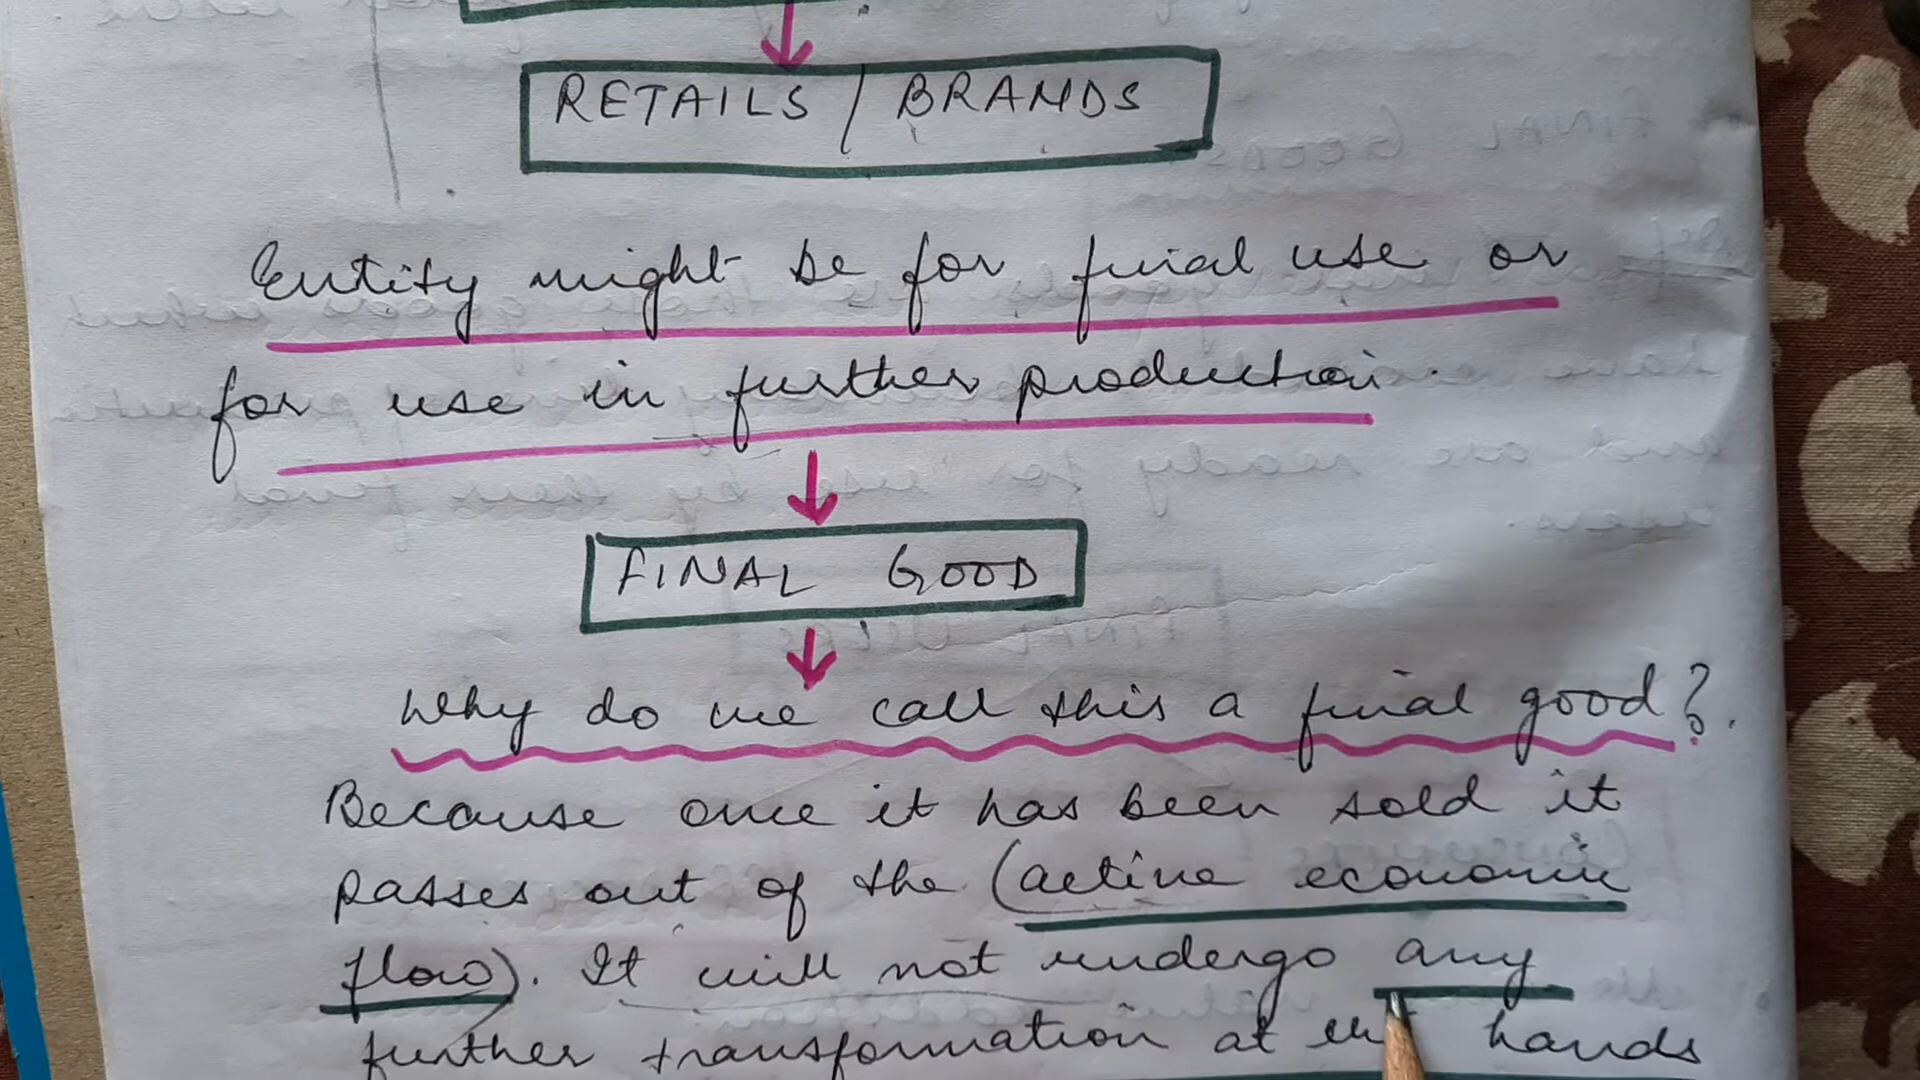 RETAILS / BRANDS
Entity might be for final use or
for use in further production.
FINAL GOOD
Why do we call this a final good?
Because once it has been sold it
passes out of the (active economic
flow). It will not undergo any
further transformation at hands